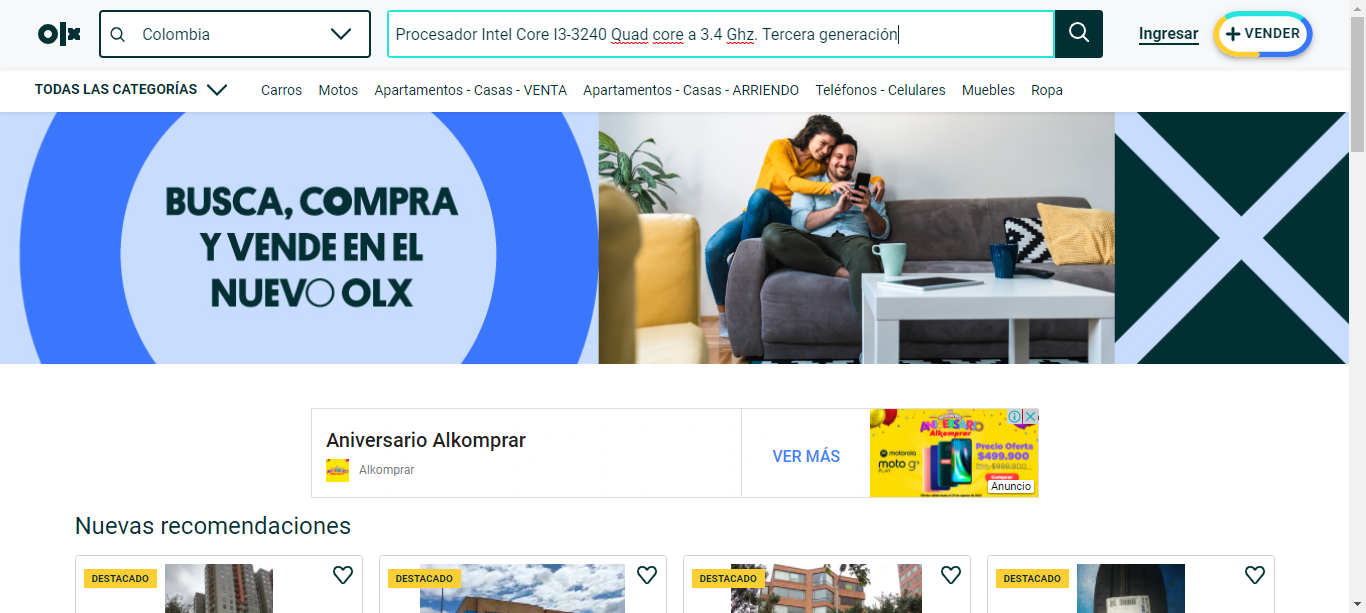 olx
Colombia
Procesador Intel Core I3-3240 Quad core a 3.4 Ghz. Tercera generación
Ingresar
VENDER
TODAS LAS CATEGORÍAS
Carros
Motos
Apartamentos - Casas - VENTA
Apartamentos - Casas - ARRIENDO
Teléfonos - Celulares
Muebles
Ropa
BUSCA, COMPRA
Y VENDE EN EL
NUEVO OLX
Aniversario Alkomprar
Alkomprar
VER MÁS
ANIVERSARIO
Alkomprar
motorola
moto g9
PLAY
Precio Oferta
$499.900
Anuncio
Nuevas recomendaciones
DESTACADO
DESTACADO
DESTACADO
DESTACADO